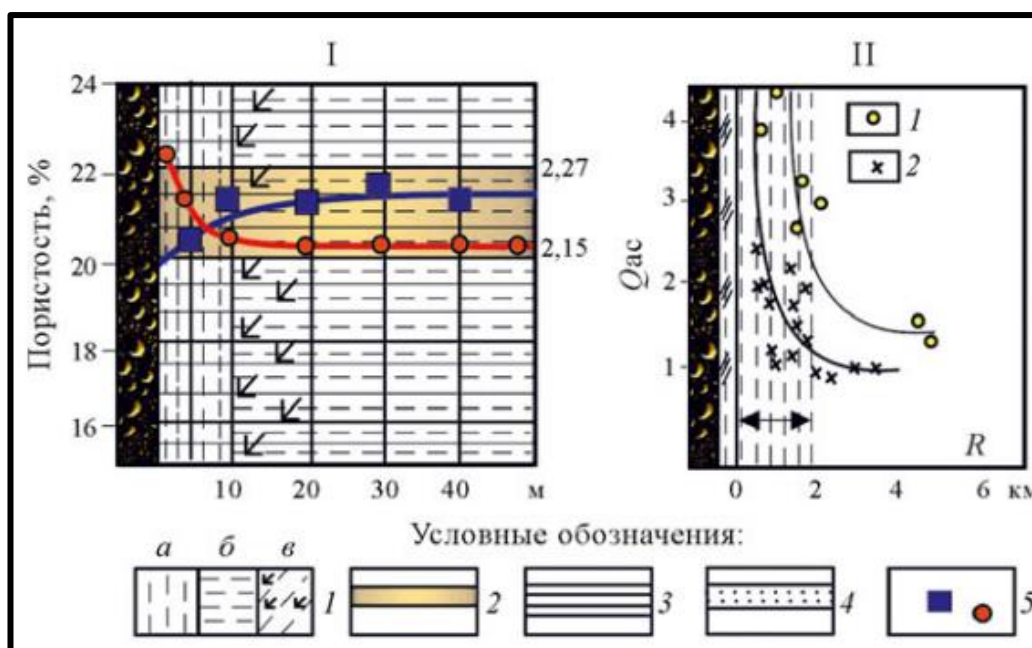 I
II
24
22
20
18
16
Пористость, %
2,27
2,15
10 20 30 40 м
4
3
2
1
Qас
1
2
R
0 2 4 6 км
Условные обозначения:
а б в
1 2 3 4 5